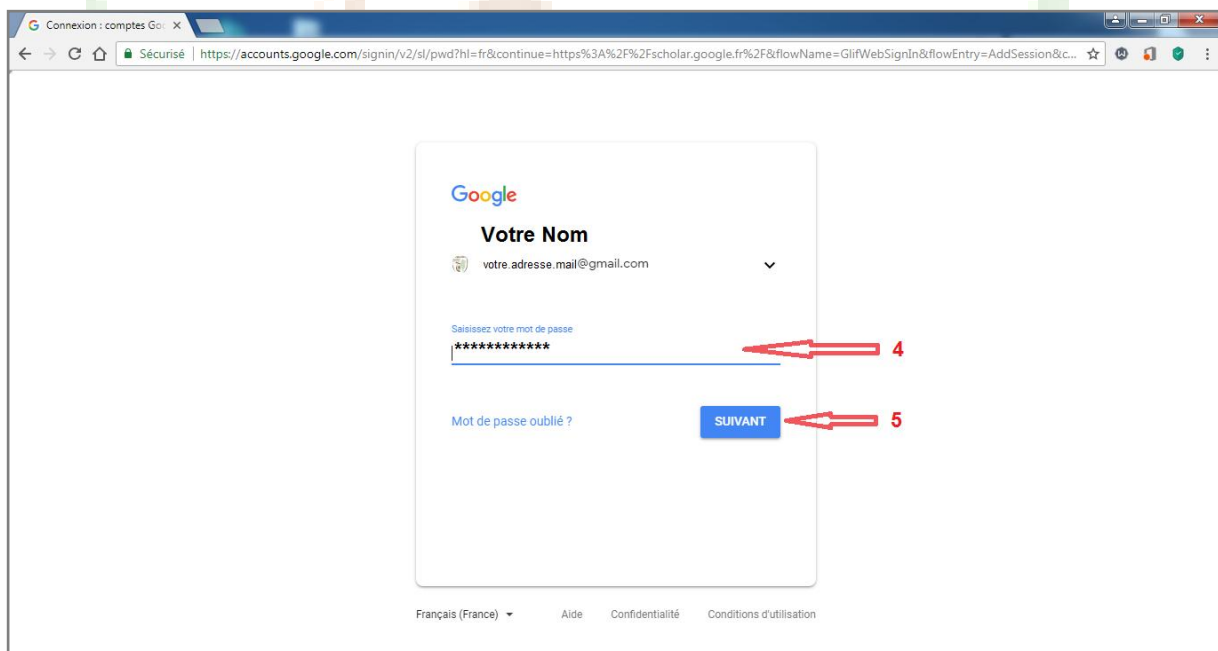 Connexion : comptes Goo
Sécurisé | https://accounts.google.com/signin/v2/sl/pwd?hl=fr&continue=https%3A%2F%2Fscholar.google.fr%2F&flowName=GlifWebSignIn&flowEntry=AddSession&c...
Google
Votre Nom
votre.adresse.mail@gmail.com
Saisissez votre mot de passe
************
4
Mot de passe oublié ?
SUIVANT
5
Français (France)
Aide
Confidentialité
Conditions d'utilisation